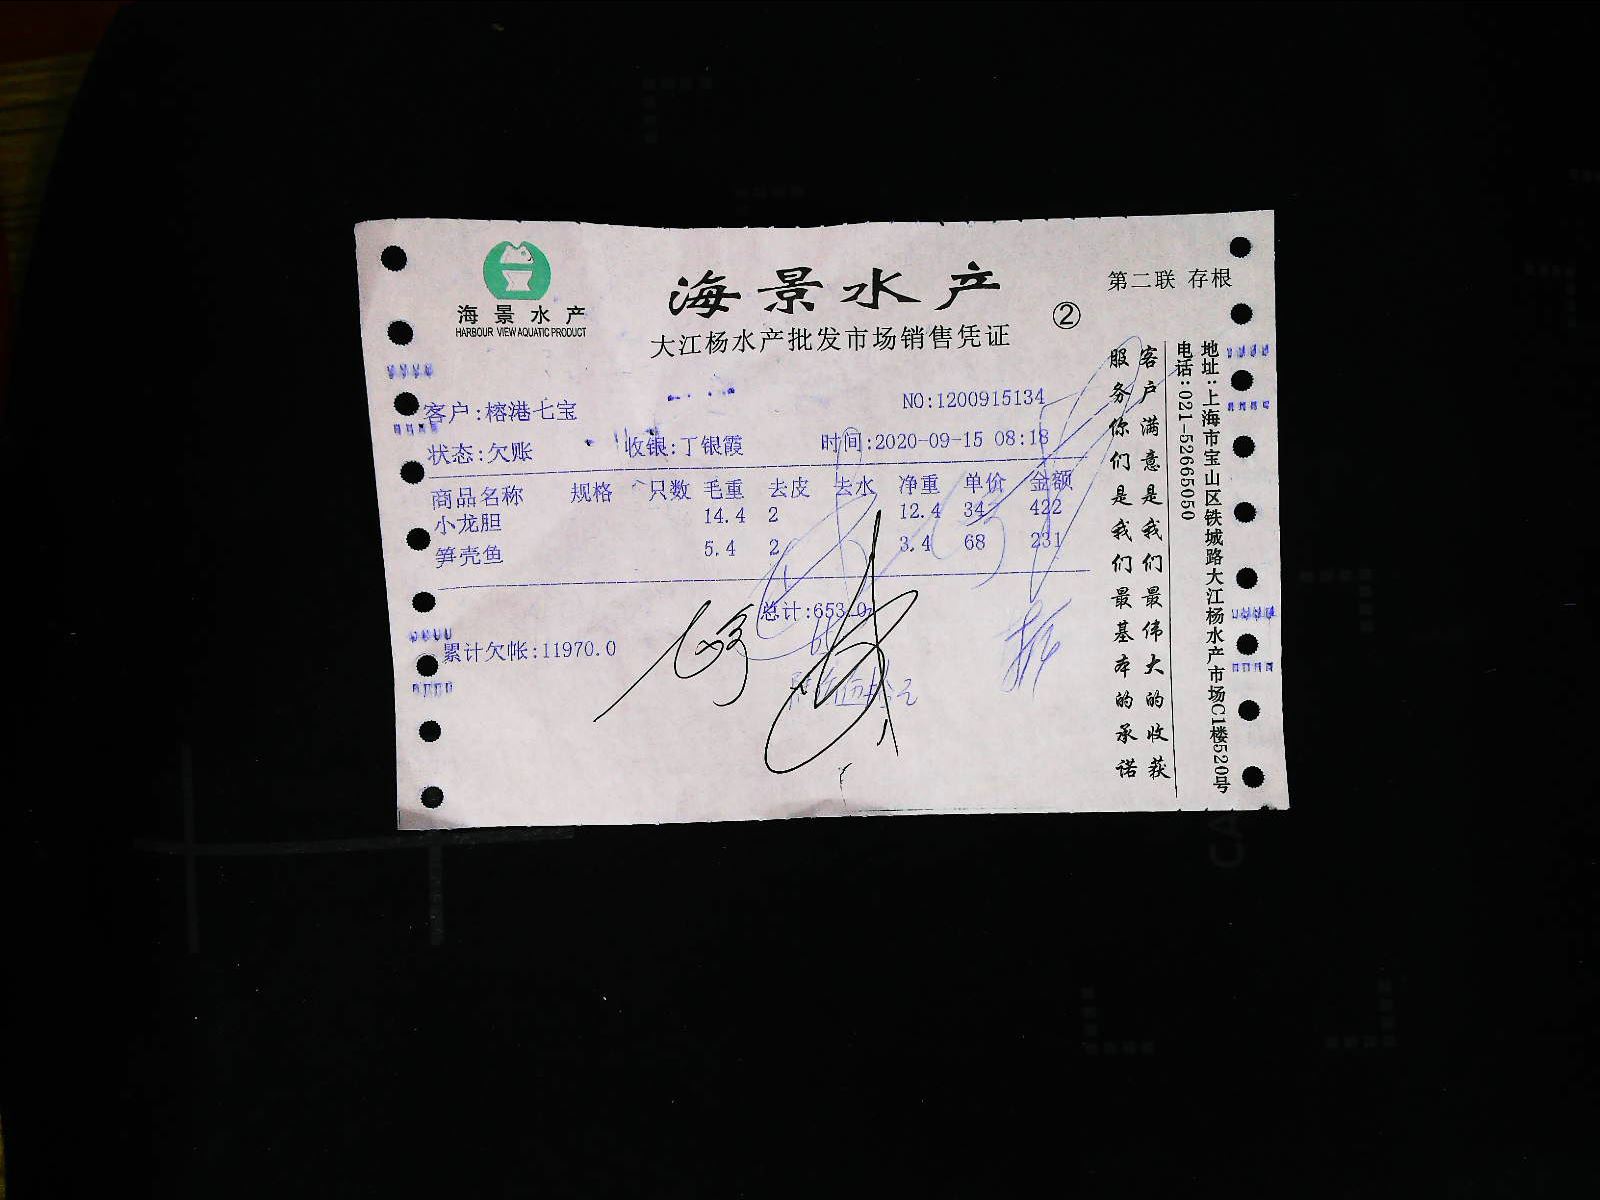 海景水产
HARBOUR VIEW AQUATIC PRODUCT
海景水产
大江杨水产批发市场销售凭证
②
第二联 存根
客户:榕港七宝
NO:1200915134
状态:欠账 收银:丁银霞 时间:2020-09-15 08:18
商品名称 规格 只数 毛重 去皮 去水 净重 单价 金额
小龙胆 14.4 2 12.4 34 422
笋壳鱼 5.4 2 3.4 68 231
总计:653.0
累计欠帐:11970.0
客户满意是我们最伟大的收获
服务你们是我们最基本的承诺
地址:上海市宝山区铁城路大江杨水产市场C1楼520号
电话:021-52665050